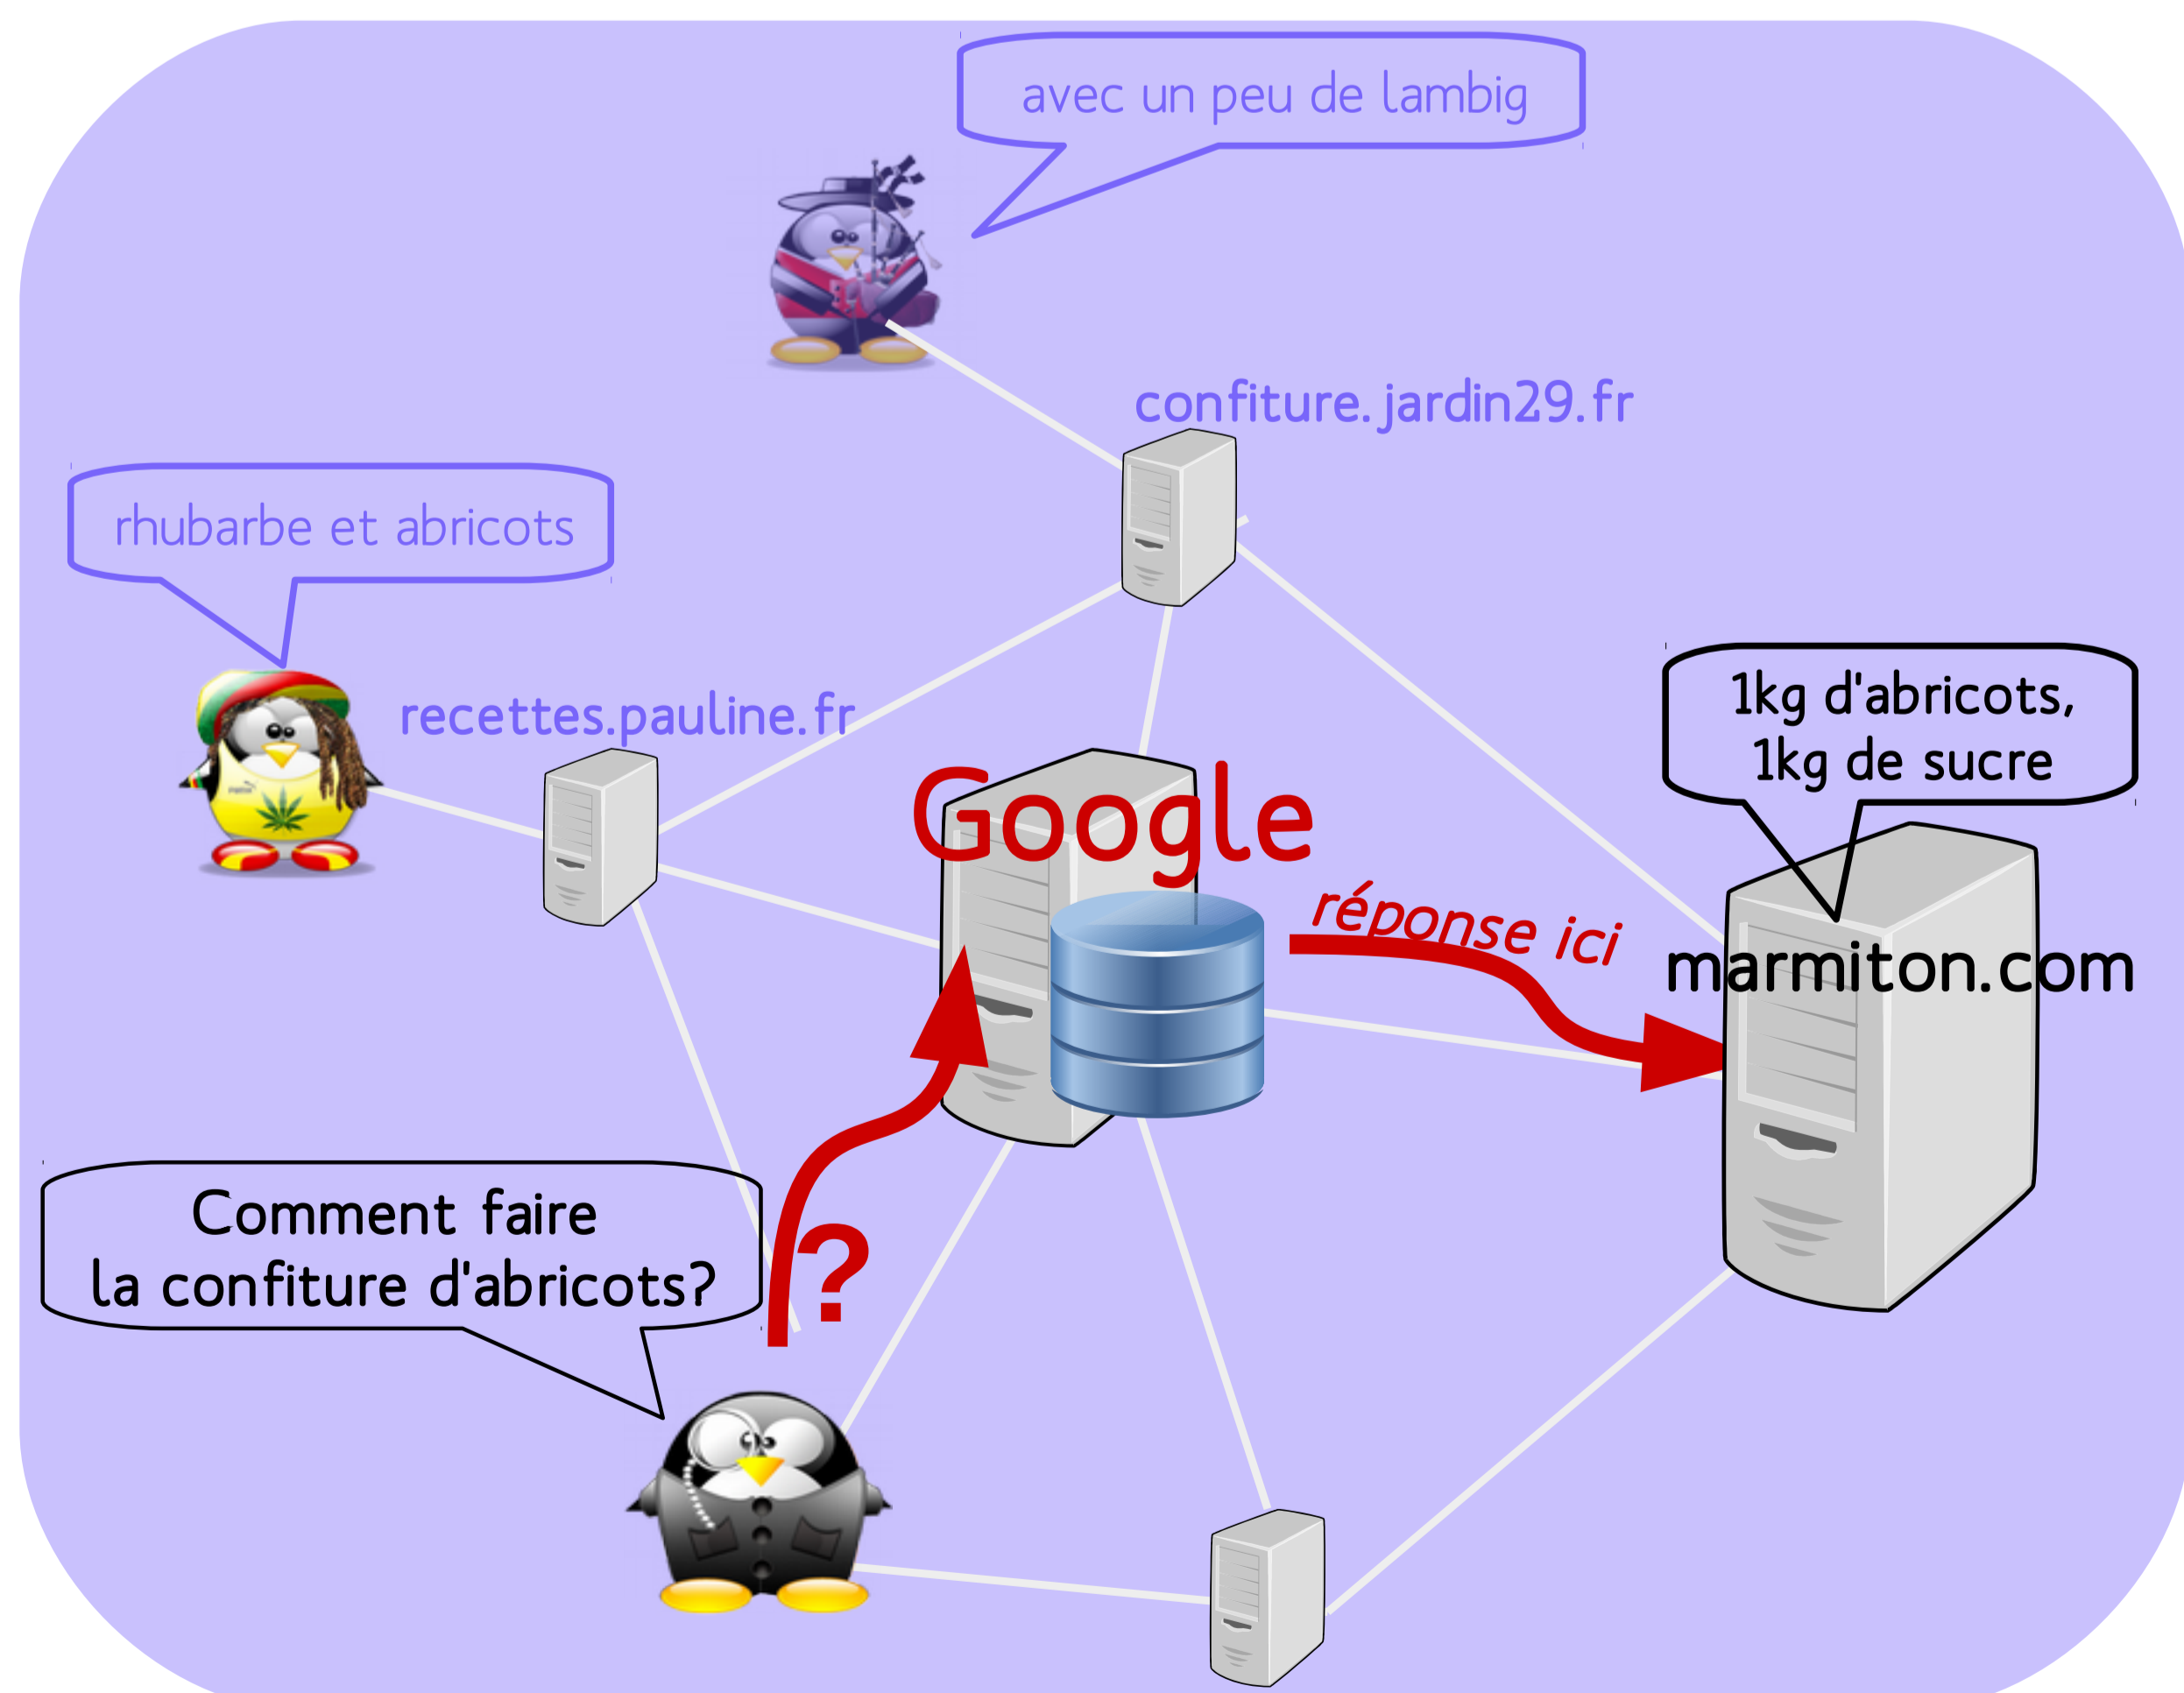 avec un peu de lambig
confiture.jardin29.fr
rhubarbe et abricots
recettes.pauline.fr
1kg d'abricots,
1kg de sucre
Google
réponse ici
marmiton.com
Comment faire
la confiture d'abricots?
?